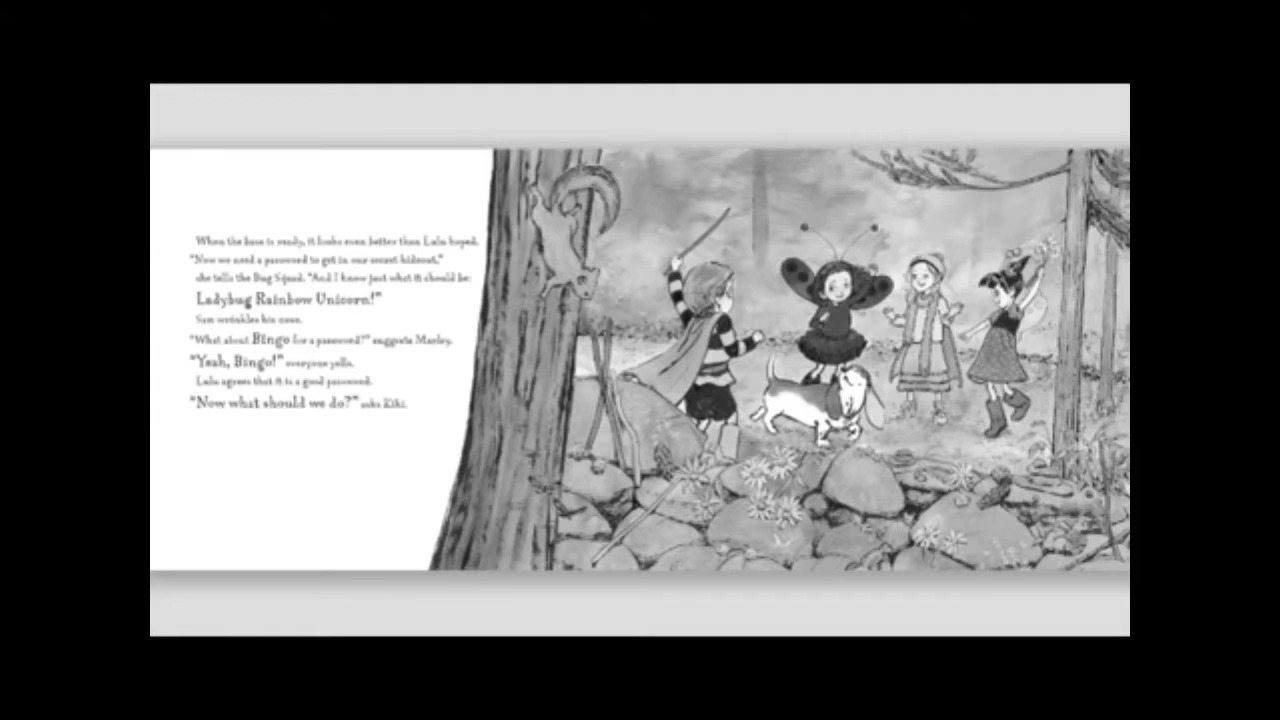 When the base is ready, it looks even better than Lulu hoped.
"Now we need a password to get in our secret hideout,"
she tells the Bug Squad. "And I know just what it should be:
Ladybug Rainbow Unicorn!"
Sam wrinkles his nose.
"What about Bingo for a password?" suggests Marley.
"Yeah, Bingo!" everyone yells.
Lulu agrees that it is a good password.
"Now what should we do?" asks Kiki.